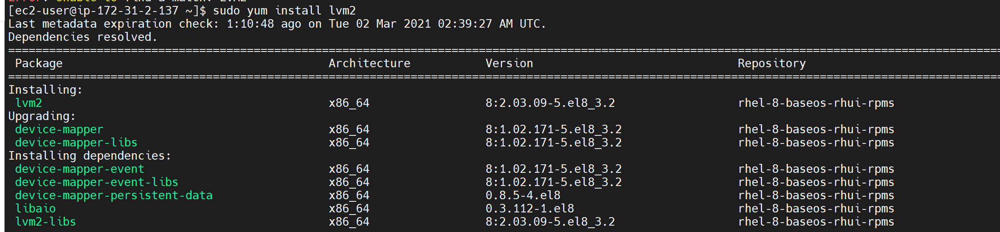 [ec2-user@ip-172-31-2-137 ~]$ sudo yum install lvm2
Last metadata expiration check: 1:10:48 ago on Tue 02 Mar 2021 02:39:27 AM UTC.
Dependencies resolved.
================================================================================
Package Architecture Version Repository
================================================================================
Installing:
lvm2 x86_64 8:2.03.09-5.el8_3.2 rhel-8-baseos-rhui-rpms
Upgrading:
device-mapper x86_64 8:1.02.171-5.el8_3.2 rhel-8-baseos-rhui-rpms
device-mapper-libs x86_64 8:1.02.171-5.el8_3.2 rhel-8-baseos-rhui-rpms
Installing dependencies:
device-mapper-event x86_64 8:1.02.171-5.el8_3.2 rhel-8-baseos-rhui-rpms
device-mapper-event-libs x86_64 8:1.02.171-5.el8_3.2 rhel-8-baseos-rhui-rpms
device-mapper-persistent-data x86_64 0.8.5-4.el8 rhel-8-baseos-rhui-rpms
libaio x86_64 0.3.112-1.el8 rhel-8-baseos-rhui-rpms
lvm2-libs x86_64 8:2.03.09-5.el8_3.2 rhel-8-baseos-rhui-rpms